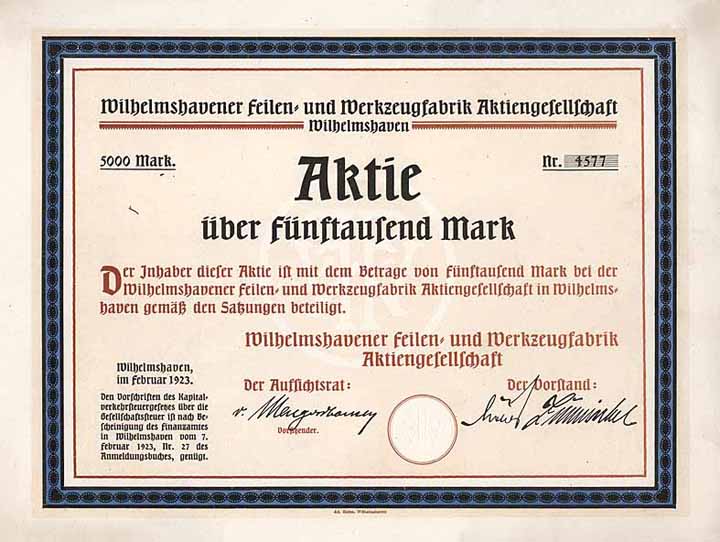 Wilhelmshavener Feilen- und Werkzeugfabrik Aktiengesellschaft
Wilhelmshaven
5000 Mark.
Nr. 4577
Aktie
über Fünftausend Mark
Der Inhaber dieser Aktie ist mit dem Betrage von Fünftausend Mark bei der
Wilhelmshavener Feilen- und Werkzeugfabrik Aktiengesellschaft in Wilhelms-
haven gemäß den Satzungen beteiligt.
Wilhelmshavener Feilen- und Werkzeugfabrik
Aktiengesellschaft
Wilhelmshaven,
im Februar 1923.
Der Aufsichtsrat:
Der Vorstand:
Den Vorschriften des Kapital-
verkehrsteuergesetzes über die
Gesellschaftsteuer ist nach Be-
scheinigung des Finanzamtes
in Wilhelmshaven vom 7.
Februar 1923, Nr. 27 des
Anmeldungsbuches, genügt.
v.
Vorsitzender.
Wilhelmshaven